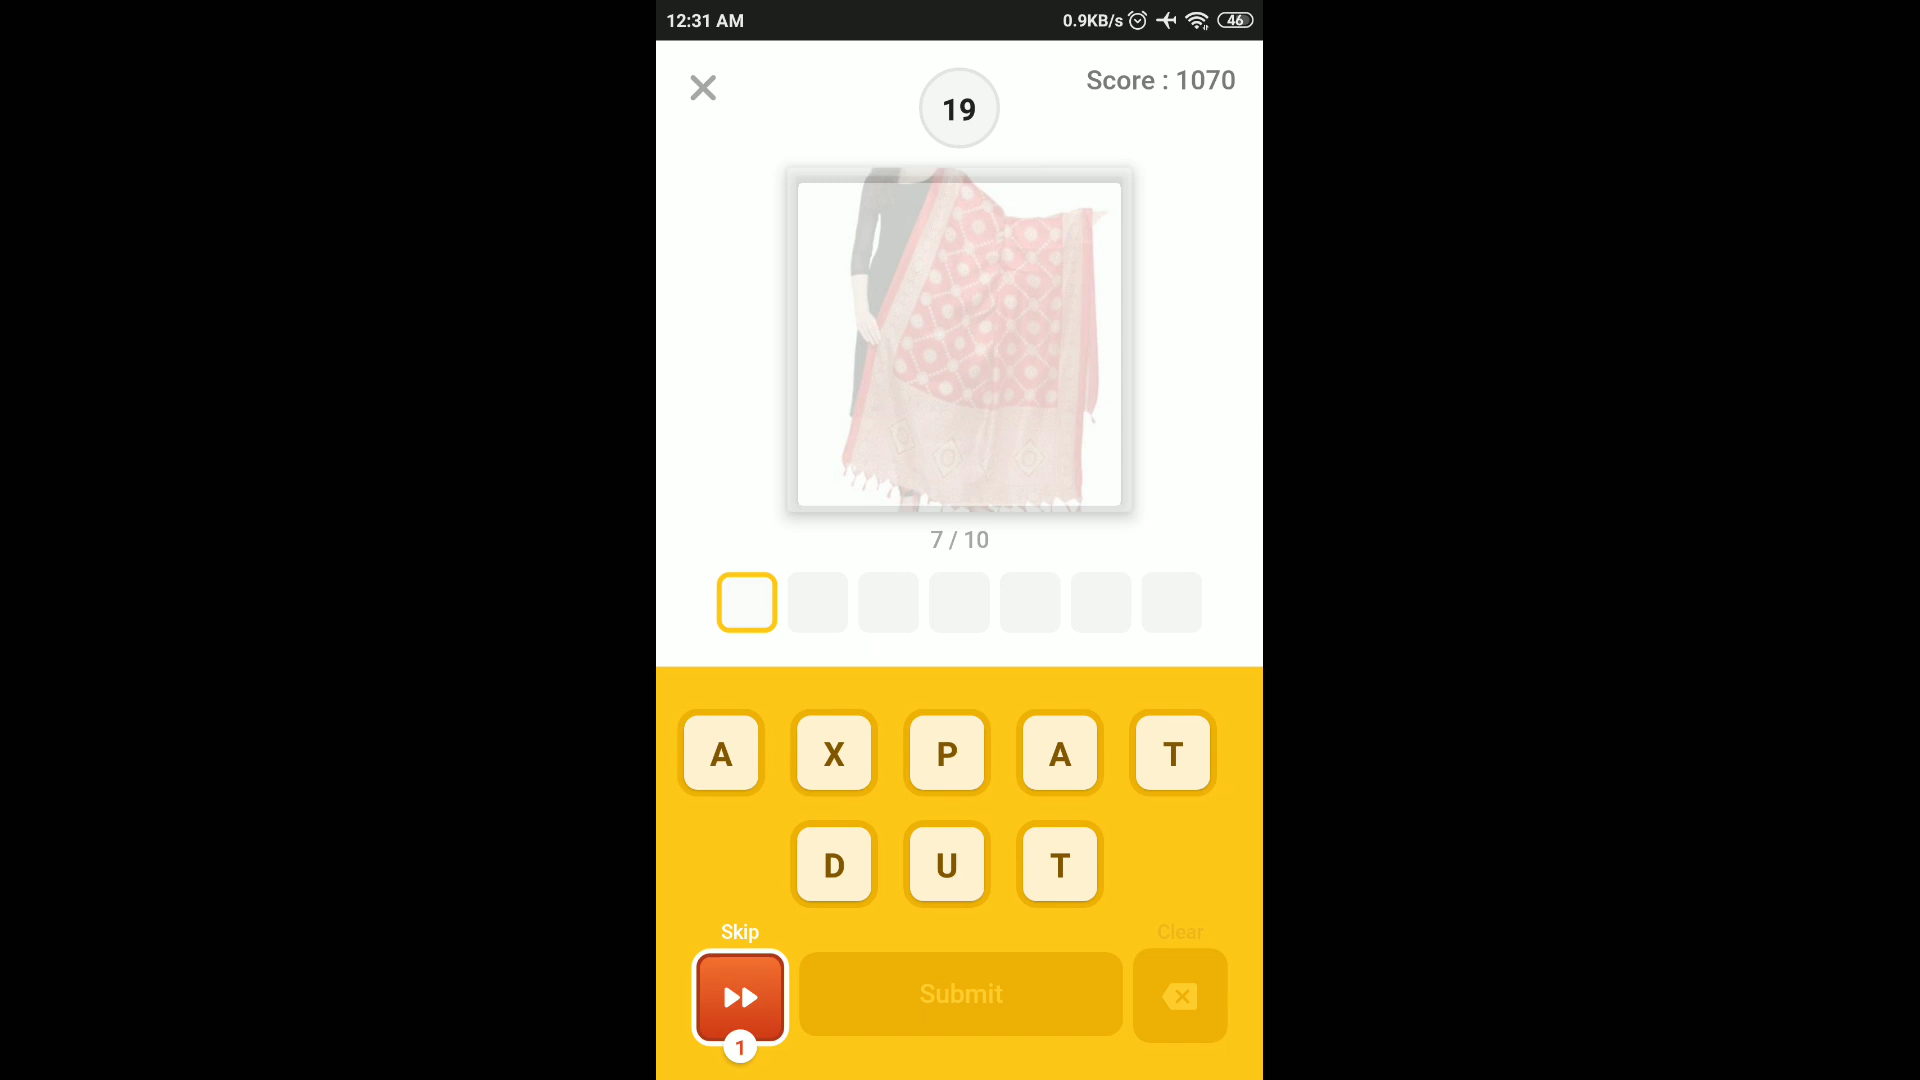 12:31 AM 0.9KB/s 46
Score : 1070
19
7 / 10
A X P A T
D U T
Skip Clear
Submit
1